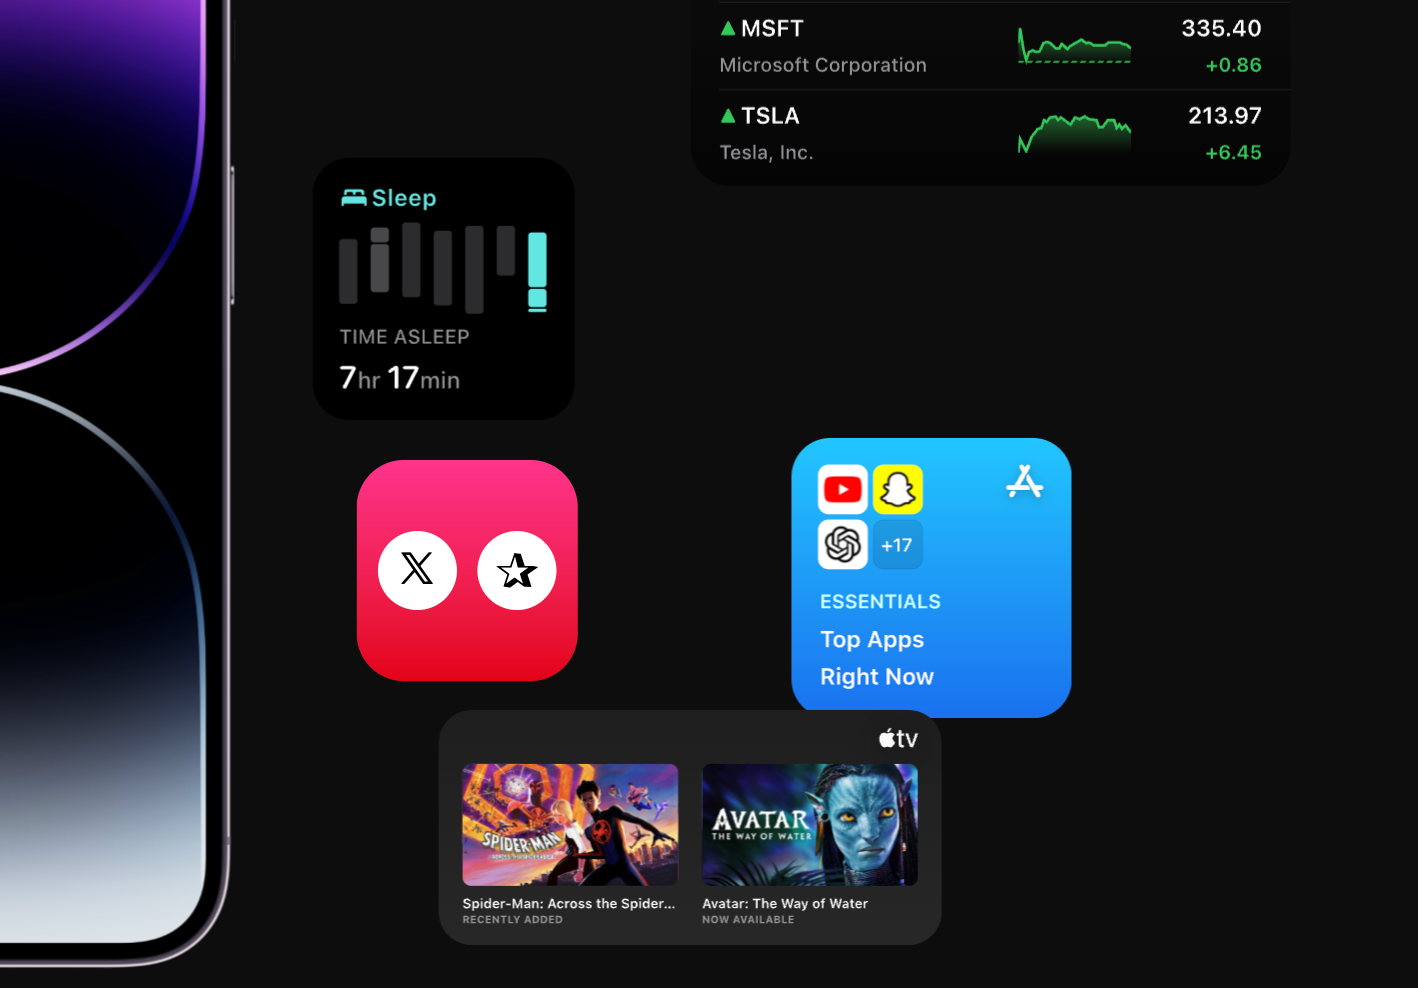 MSFT
335.40
Microsoft Corporation
+0.86
TSLA
213.97
Tesla, Inc.
+6.45
Sleep
TIME ASLEEP
7hr 17min
+17
ESSENTIALS
Top Apps
Right Now
tv
SPIDER-MAN
AVATAR
THE WAY OF WATER
Spider-Man: Across the Spider...
RECENTLY ADDED
Avatar: The Way of Water
NOW AVAILABLE